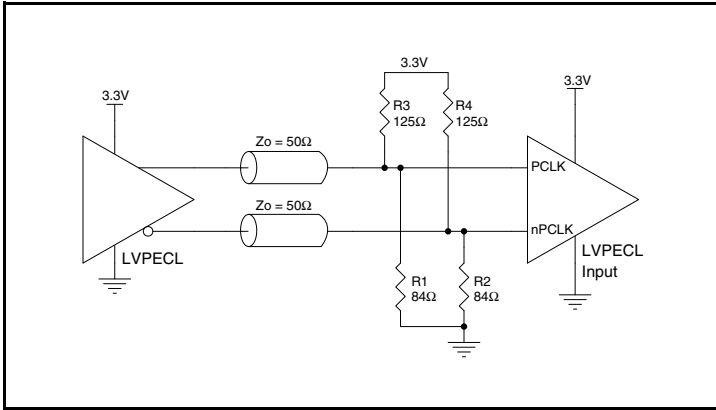 3.3V
R3
125Ω
R4
125Ω
3.3V
3.3V
Zo = 50Ω
PCLK
Zo = 50Ω
nPCLK
LVPECL
LVPECL
Input
R1
84Ω
R2
84Ω